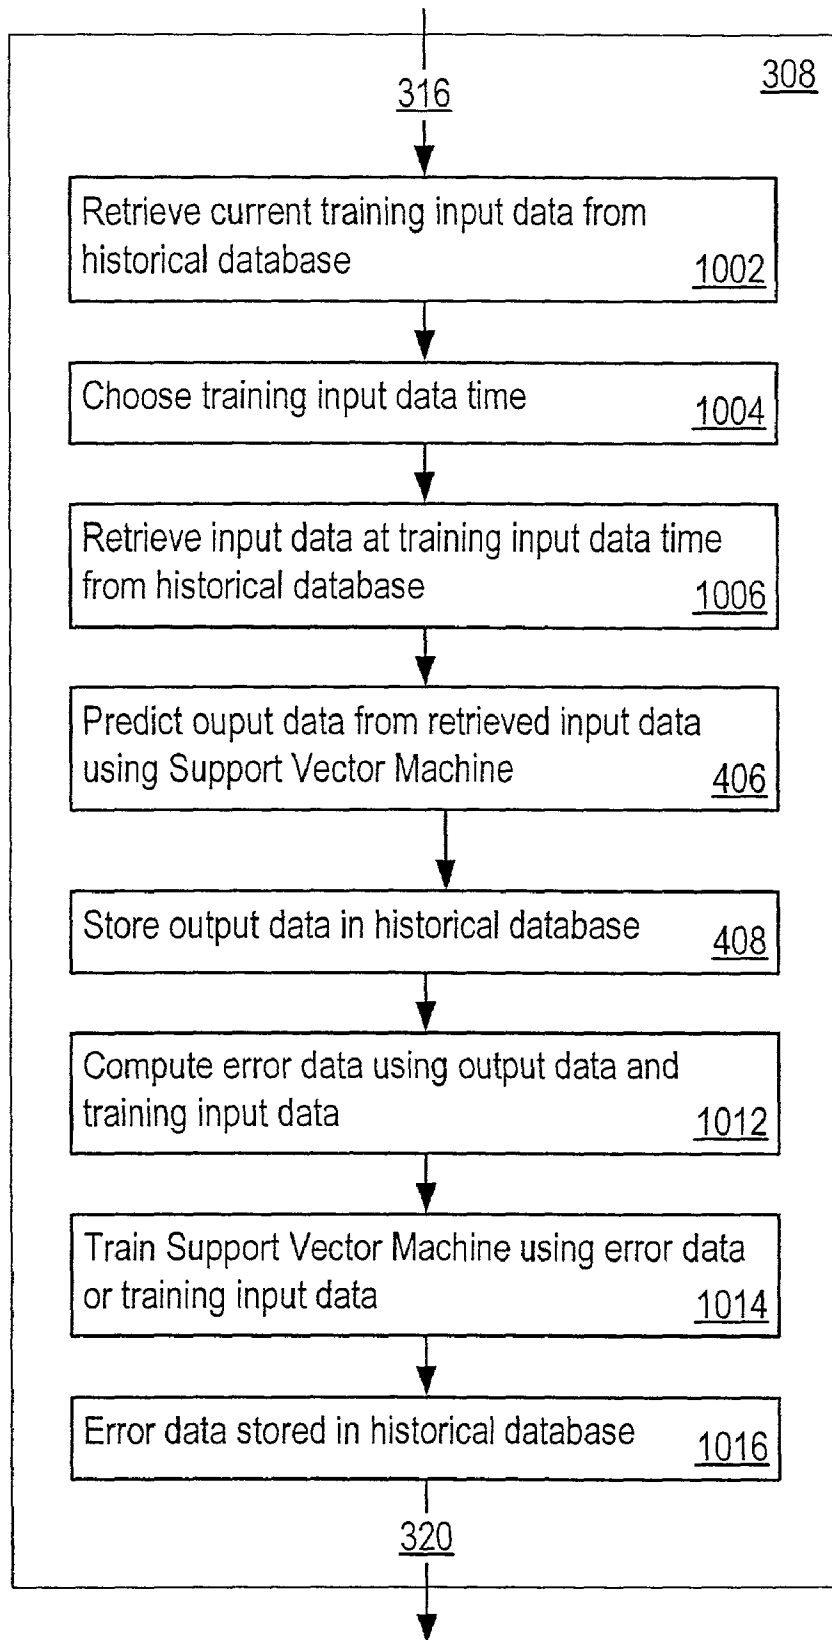 308
316
Retrieve current training input data from
historical database
1002
Choose training input data time
1004
Retrieve input data at training input data time
from historical database
1006
Predict ouput data from retrieved input data
using Support Vector Machine
406
Store output data in historical database
408
Compute error data using output data and
training input data
1012
Train Support Vector Machine using error data
or training input data
1014
Error data stored in historical database
1016
320